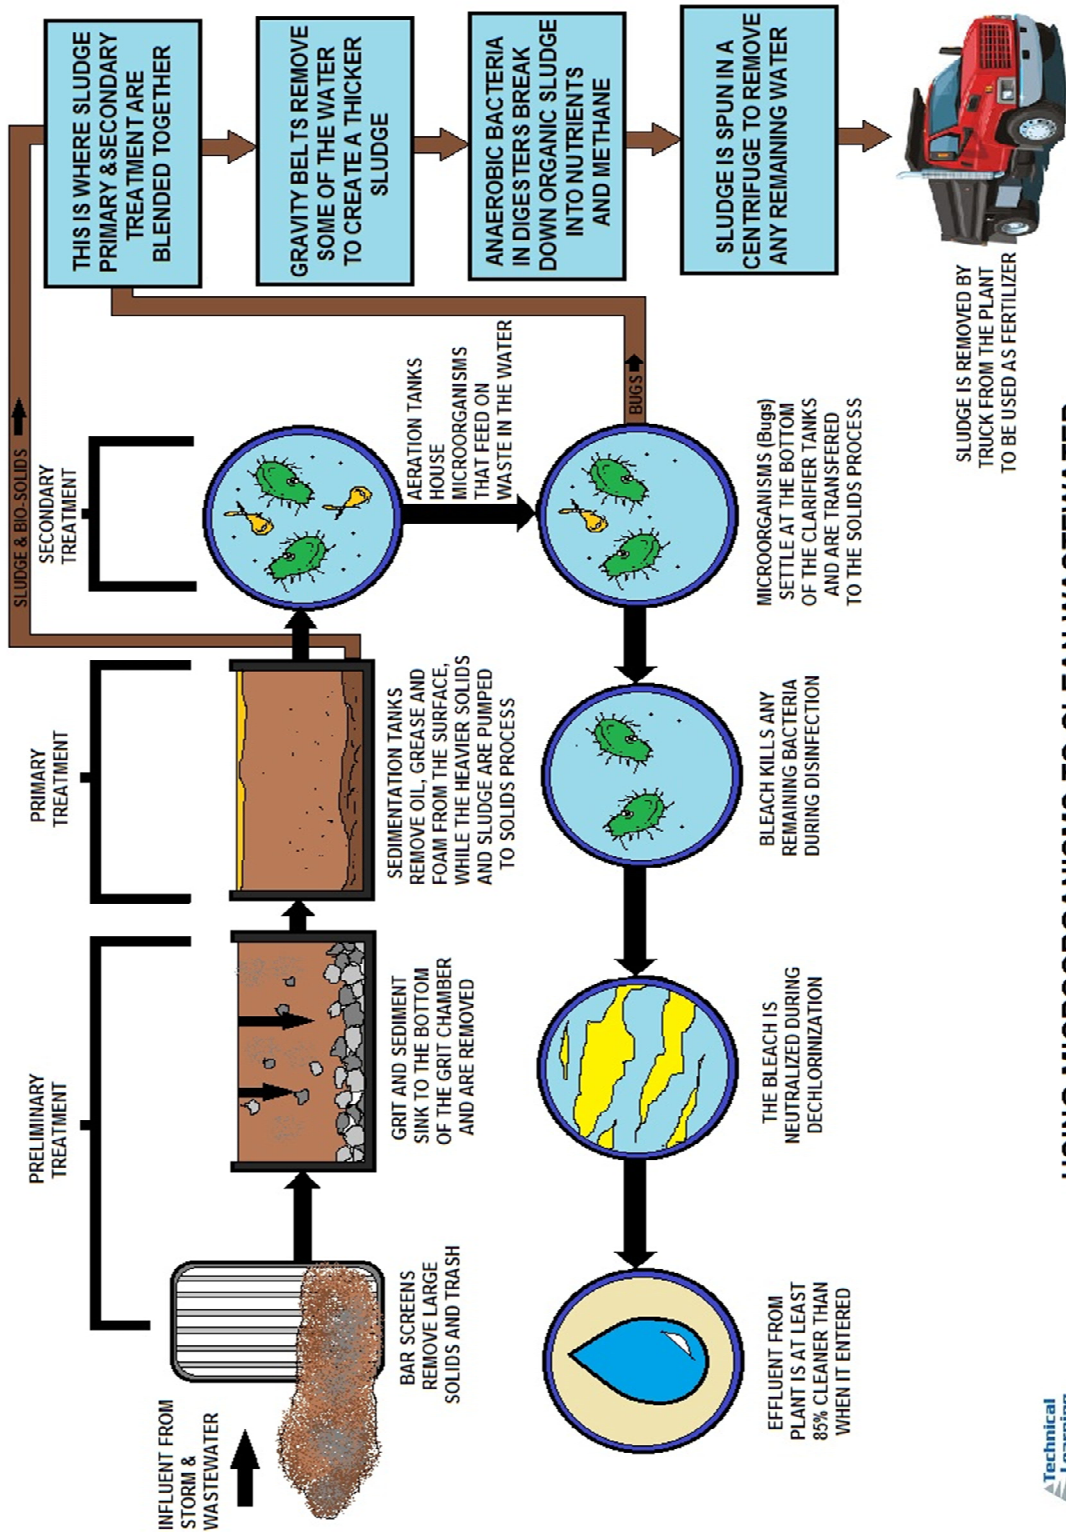 PRELIMINARY
TREATMENT
PRIMARY
TREATMENT
SECONDARY
TREATMENT
SLUDGE & BIO-SOLIDS
INFLUENT FROM
STORM &
WASTEWATER
BAR SCREENS
REMOVE LARGE
SOLIDS AND TRASH
GRIT AND SEDIMENT
SINK TO THE BOTTOM
OF THE GRIT CHAMBER
AND ARE REMOVED
SEDIMENTATION TANKS
REMOVE OIL, GREASE AND
FOAM FROM THE SURFACE,
WHILE THE HEAVIER SOLIDS
AND SLUDGE ARE PUMPED
TO SOLIDS PROCESS
AERATION TANKS
HOUSE
MICROORGANISMS
THAT FEED ON
WASTE IN THE WATER
BUGS
MICROORGANISMS (Bugs)
SETTLE AT THE BOTTOM
OF THE CLARIFIER TANKS
AND ARE TRANSFERED
TO THE SOLIDS PROCESS
BLEACH KILLS ANY
REMAINING BACTERIA
DURING DISINFECTION
THE BLEACH IS
NEUTRALIZED DURING
DECHLORINIZATION
EFFLUENT FROM
PLANT IS AT LEAST
85% CLEANER THAN
WHEN IT ENTERED
THIS IS WHERE SLUDGE
PRIMARY & SECONDARY
TREATMENT ARE
BLENDED TOGETHER
GRAVITY BELTS REMOVE
SOME OF THE WATER
TO CREATE A THICKER
SLUDGE
ANAEROBIC BACTERIA
IN DIGESTERS BREAK
DOWN ORGANIC SLUDGE
INTO NUTRIENTS
AND METHANE
SLUDGE IS SPUN IN A
CENTRIFUGE TO REMOVE
ANY REMAINING WATER
SLUDGE IS REMOVED BY
TRUCK FROM THE PLANT
TO BE USED AS FERTILIZER
Technical
Learning
USING MICROORGANISMS TO CLEAN WASTEWATER